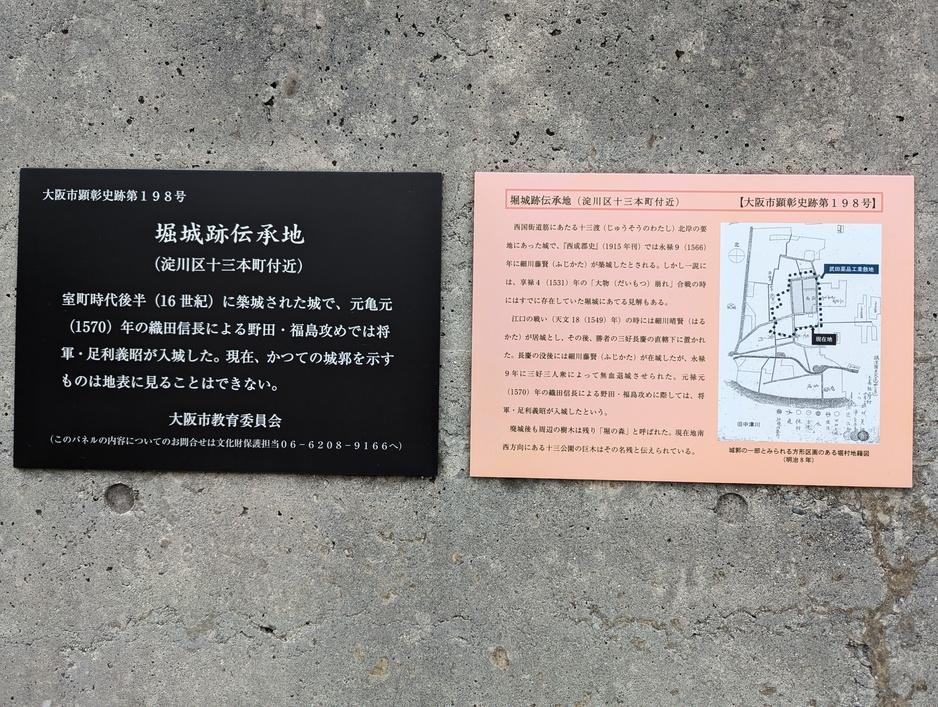 大阪市顕彰史跡第198号
堀城跡伝承地
（淀川区十三本町付近）
室町時代後半（16世紀）に築城された城で、元亀元
（1570）年の織田信長による野田・福島攻めでは将
軍・足利義昭が入城した。現在、かつての城郭を示す
ものは地表に見ることはできない。
大阪市教育委員会
（このパネルの内容についてのお問合せは文化財保護担当06－6208－9166へ）
堀城跡伝承地（淀川区十三本町付近）　【大阪市顕彰史跡第198号】
西国街道筋にあたる十三渡（じゅうそうのわたし）北岸の要
地にあった城で、『西成郡史』（1915年刊）では永禄9（1566）
年に細川藤賢（ふじかた）が築城したとされる。しかし一説に
は、享禄4（1531）年の「大物（だいもつ）崩れ」合戦の時
にはすでに存在していた堀城にあてる見解もある。
江口の戦い（天文18（1549）年）の時には細川晴賢（はる
かた）が居城とし、その後、勝者の三好長慶の直轄下に置かれ
た。長慶の没後には細川藤賢（ふじかた）が在城したが、永禄
9年に三好三人衆によって無血退城させられた。元禄元
（1570）年の織田信長による野田・福島攻めに際しては、将
軍・足利義昭が入城したという。
廃城後も周辺の樹木は残り「堀の森」と呼ばれた。現在地南
西方向にある十三公園の巨木はその名残と伝えられている。
北
武田薬品工業敷地
現在地
旧中津川
城郭の一部とみられる方形区画のある堀村地籍図
（明治8年）